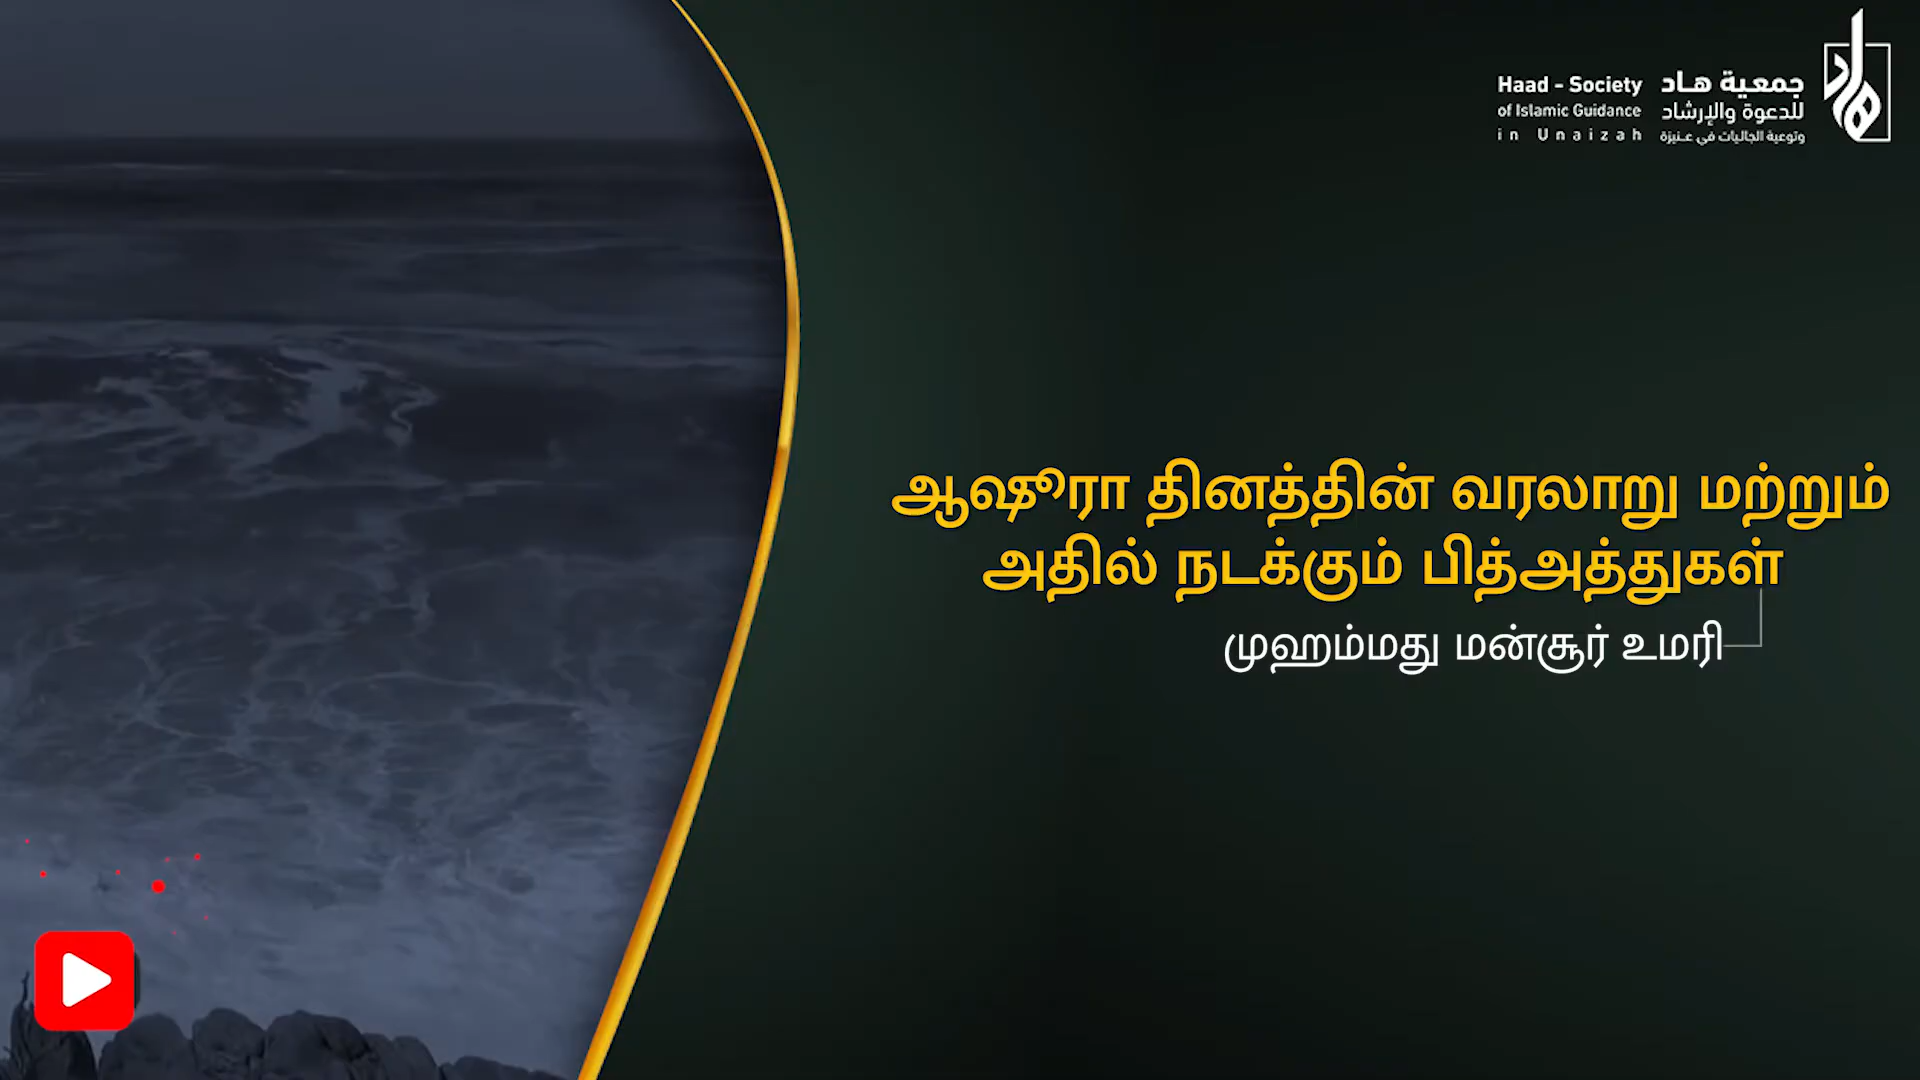 Haad - Society
of Islamic Guidance
in Unaizah
جمعية هاد
للدعوة والإرشاد
وتوعية الجاليات في عنيزة
ஆஷூரா தினத்தின் வரலாறு மற்றும்
அதில் நடக்கும் பித்அத்துகள்
முஹம்மது மன்சூர் உமரி